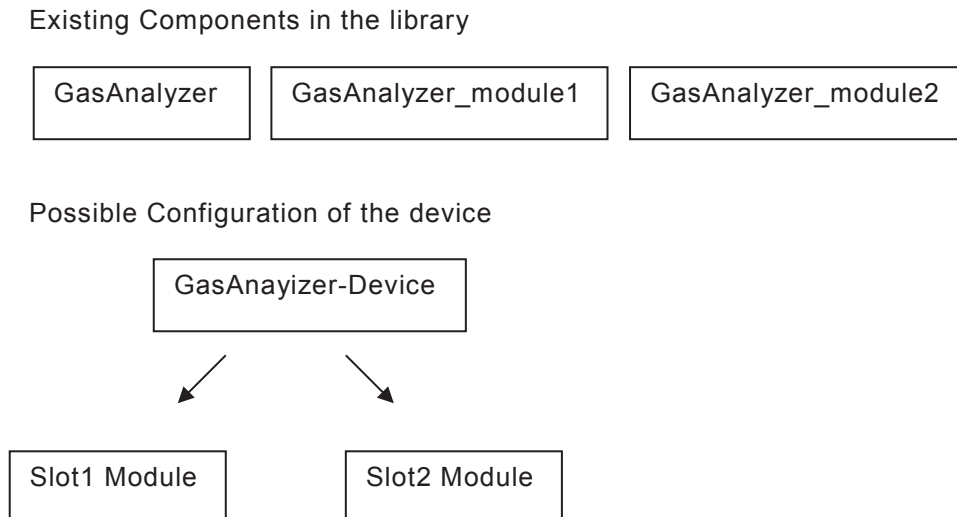 Existing Components in the library
GasAnalyzer GasAnalyzer_module1 GasAnalyzer_module2
Possible Configuration of the device
GasAnayizer-Device
Slot1 Module Slot2 Module